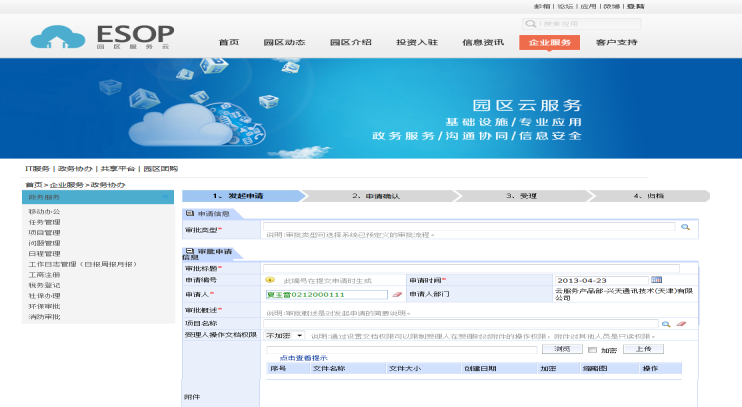 邮箱 | 论坛 | 应用 | 微博 | 登陆
搜索应用
ESOP
园区服务云
首页 园区动态 园区介绍 投资入驻 信息资讯 企业服务 客户支持
园区云服务
基础设施/专业应用
政务服务/沟通协同/信息安全
IT服务 | 政务协办 | 共享平台 | 园区团购
首页>企业服务>政务协办
政务服务
移动办公
任务管理
项目管理
问题管理
日程管理
工作日志管理（日报周报月报）
工商注册
税务登记
社保办理
环保审批
消防审批
1、发起申请 2、申请确认 3、受理 4、归档
申请信息
审批类型*
说明:审批类型可选择系统已预定义的审批流程。
审批申请信息
审批标题*
申请编号 此编号在提交申请时生成 申请时间* 2013-04-23
申请人* 夏玉雷0212000111 申请人部门 云服务产品部-兴天通讯技术(天津)有限公司
审批概述* 说明:审批概述是对发起申请的简要说明。
项目名称
受理人操作文档权限 不加密 说明:通过设置文档权限可以限制受理人在受理时对附件的操作权限，附件对其他人员是只读权限。
浏览 加密 上传
点击查看提示
序号 文件名称 文件大小 创建日期 加密 缩略图 操作
附件